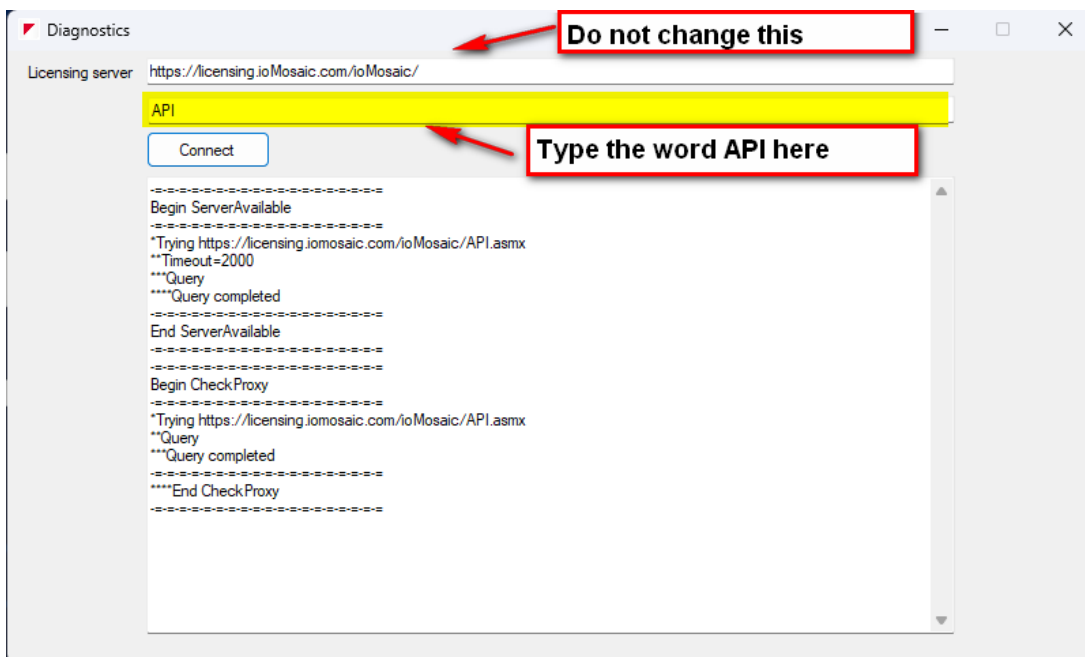 Diagnostics
Do not change this
Licensing server https://licensing.ioMosaic.com/ioMosaic/
API
Connect
Type the word API here
-=-=-=-=-=-=-=-=-=-=-=-=-=-=-=-=-=-=-=
Begin ServerAvailable
-=-=-=-=-=-=-=-=-=-=-=-=-=-=-=-=-=-=-=
*Trying https://licensing.iomosaic.com/ioMosaic/API.asmx
**Timeout=2000
***Query
****Query completed
-=-=-=-=-=-=-=-=-=-=-=-=-=-=-=-=-=-=-=
End ServerAvailable
-=-=-=-=-=-=-=-=-=-=-=-=-=-=-=-=-=-=-=
-=-=-=-=-=-=-=-=-=-=-=-=-=-=-=-=-=-=-=
Begin CheckProxy
-=-=-=-=-=-=-=-=-=-=-=-=-=-=-=-=-=-=-=
*Trying https://licensing.iomosaic.com/ioMosaic/API.asmx
**Query
***Query completed
-=-=-=-=-=-=-=-=-=-=-=-=-=-=-=-=-=-=-=
****End CheckProxy
-=-=-=-=-=-=-=-=-=-=-=-=-=-=-=-=-=-=-=